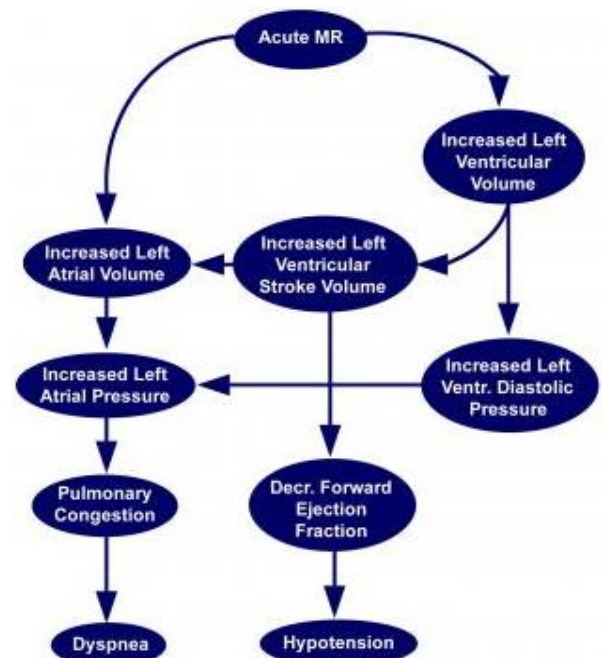 Acute MR
Increased Left
Ventricular
Volume
Increased Left
Atrial Volume
Increased Left
Ventricular
Stroke Volume
Increased Left
Atrial Pressure
Increased Left
Ventr. Diastolic
Pressure
Pulmonary
Congestion
Decr. Forward
Ejection
Fraction
Dyspnea
Hypotension